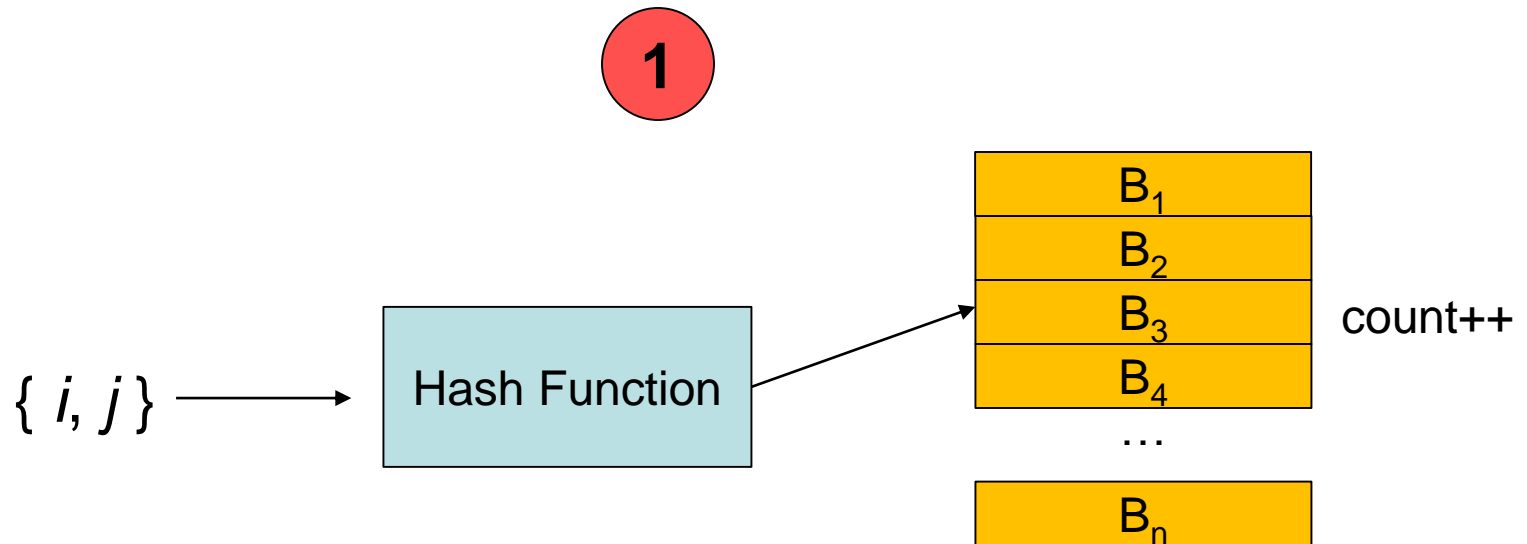 1
B₁
B₂
B₃
count++
{ i, j }
Hash Function
B₄
…
Bₙ